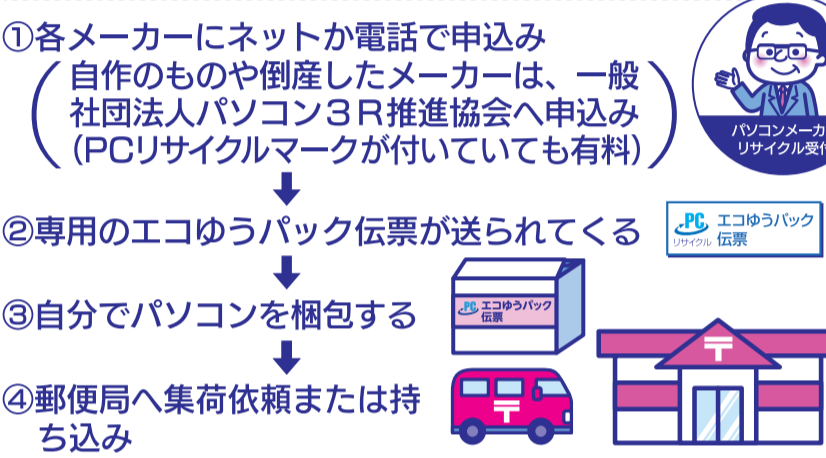 ①各メーカーにネットか電話で申込み
自作のものや倒産したメーカーは、一般
社団法人パソコン3R推進協会へ申込み
(PCリサイクルマークが付いていても有料)
パソコンメーカ
リサイクル受付
②専用のエコゆうパック伝票が送られてくる
PC
リサイクル
エコゆうパック
伝票
③自分でパソコンを梱包する
PC
エコゆうパック
伝票
④郵便局へ集荷依頼または持
ち込み
〒
〒